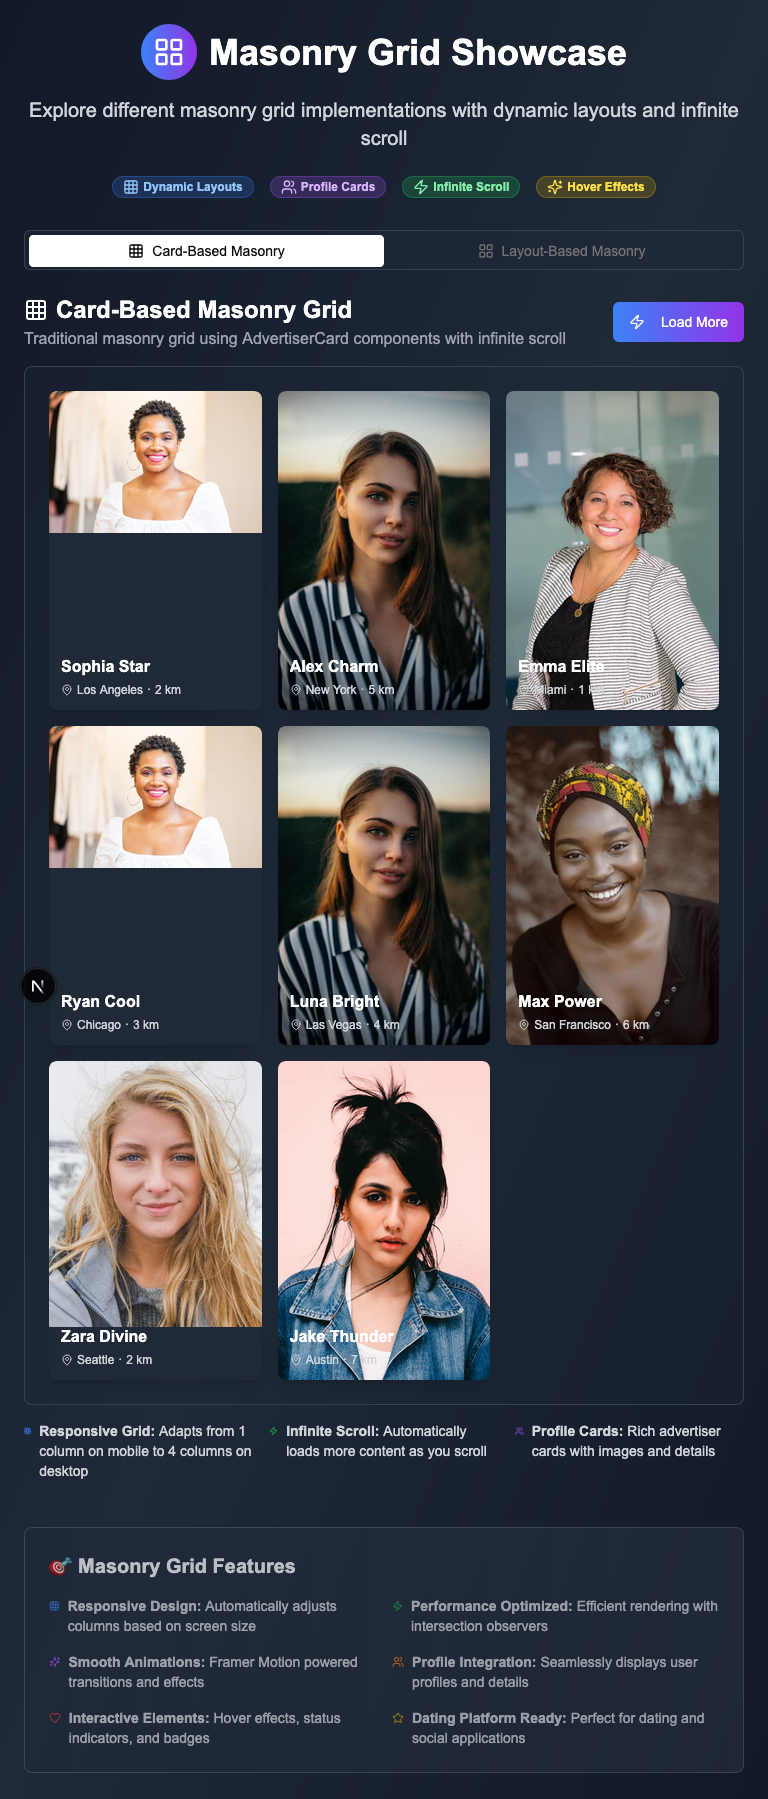 Masonry Grid Showcase
Explore different masonry grid implementations with dynamic layouts and infinite
scroll
Dynamic Layouts
Profile Cards
Infinite Scroll
Hover Effects
Card-Based Masonry
Layout-Based Masonry
Card-Based Masonry Grid
Traditional masonry grid using AdvertiserCard components with infinite scroll
Load More
Sophia Star
Los Angeles · 2 km
Alex Charm
New York · 5 km
Emma Elite
Miami · 1
Ryan Cool
Chicago · 3 km
Luna Bright
Las Vegas · 4 km
Max Power
San Francisco · 6 km
N
Zara Divine
Seattle · 2 km
Jake Thunder
Austin · 7 km
Responsive Grid: Adapts from 1
column on mobile to 4 columns on
desktop
Infinite Scroll: Automatically
loads more content as you scroll
Profile Cards: Rich advertiser
cards with images and details
🎯 Masonry Grid Features
Responsive Design: Automatically adjusts
columns based on screen size
Performance Optimized: Efficient rendering with
intersection observers
Smooth Animations: Framer Motion powered
transitions and effects
Profile Integration: Seamlessly displays user
profiles and details
Interactive Elements: Hover effects, status
indicators, and badges
Dating Platform Ready: Perfect for dating and
social applications